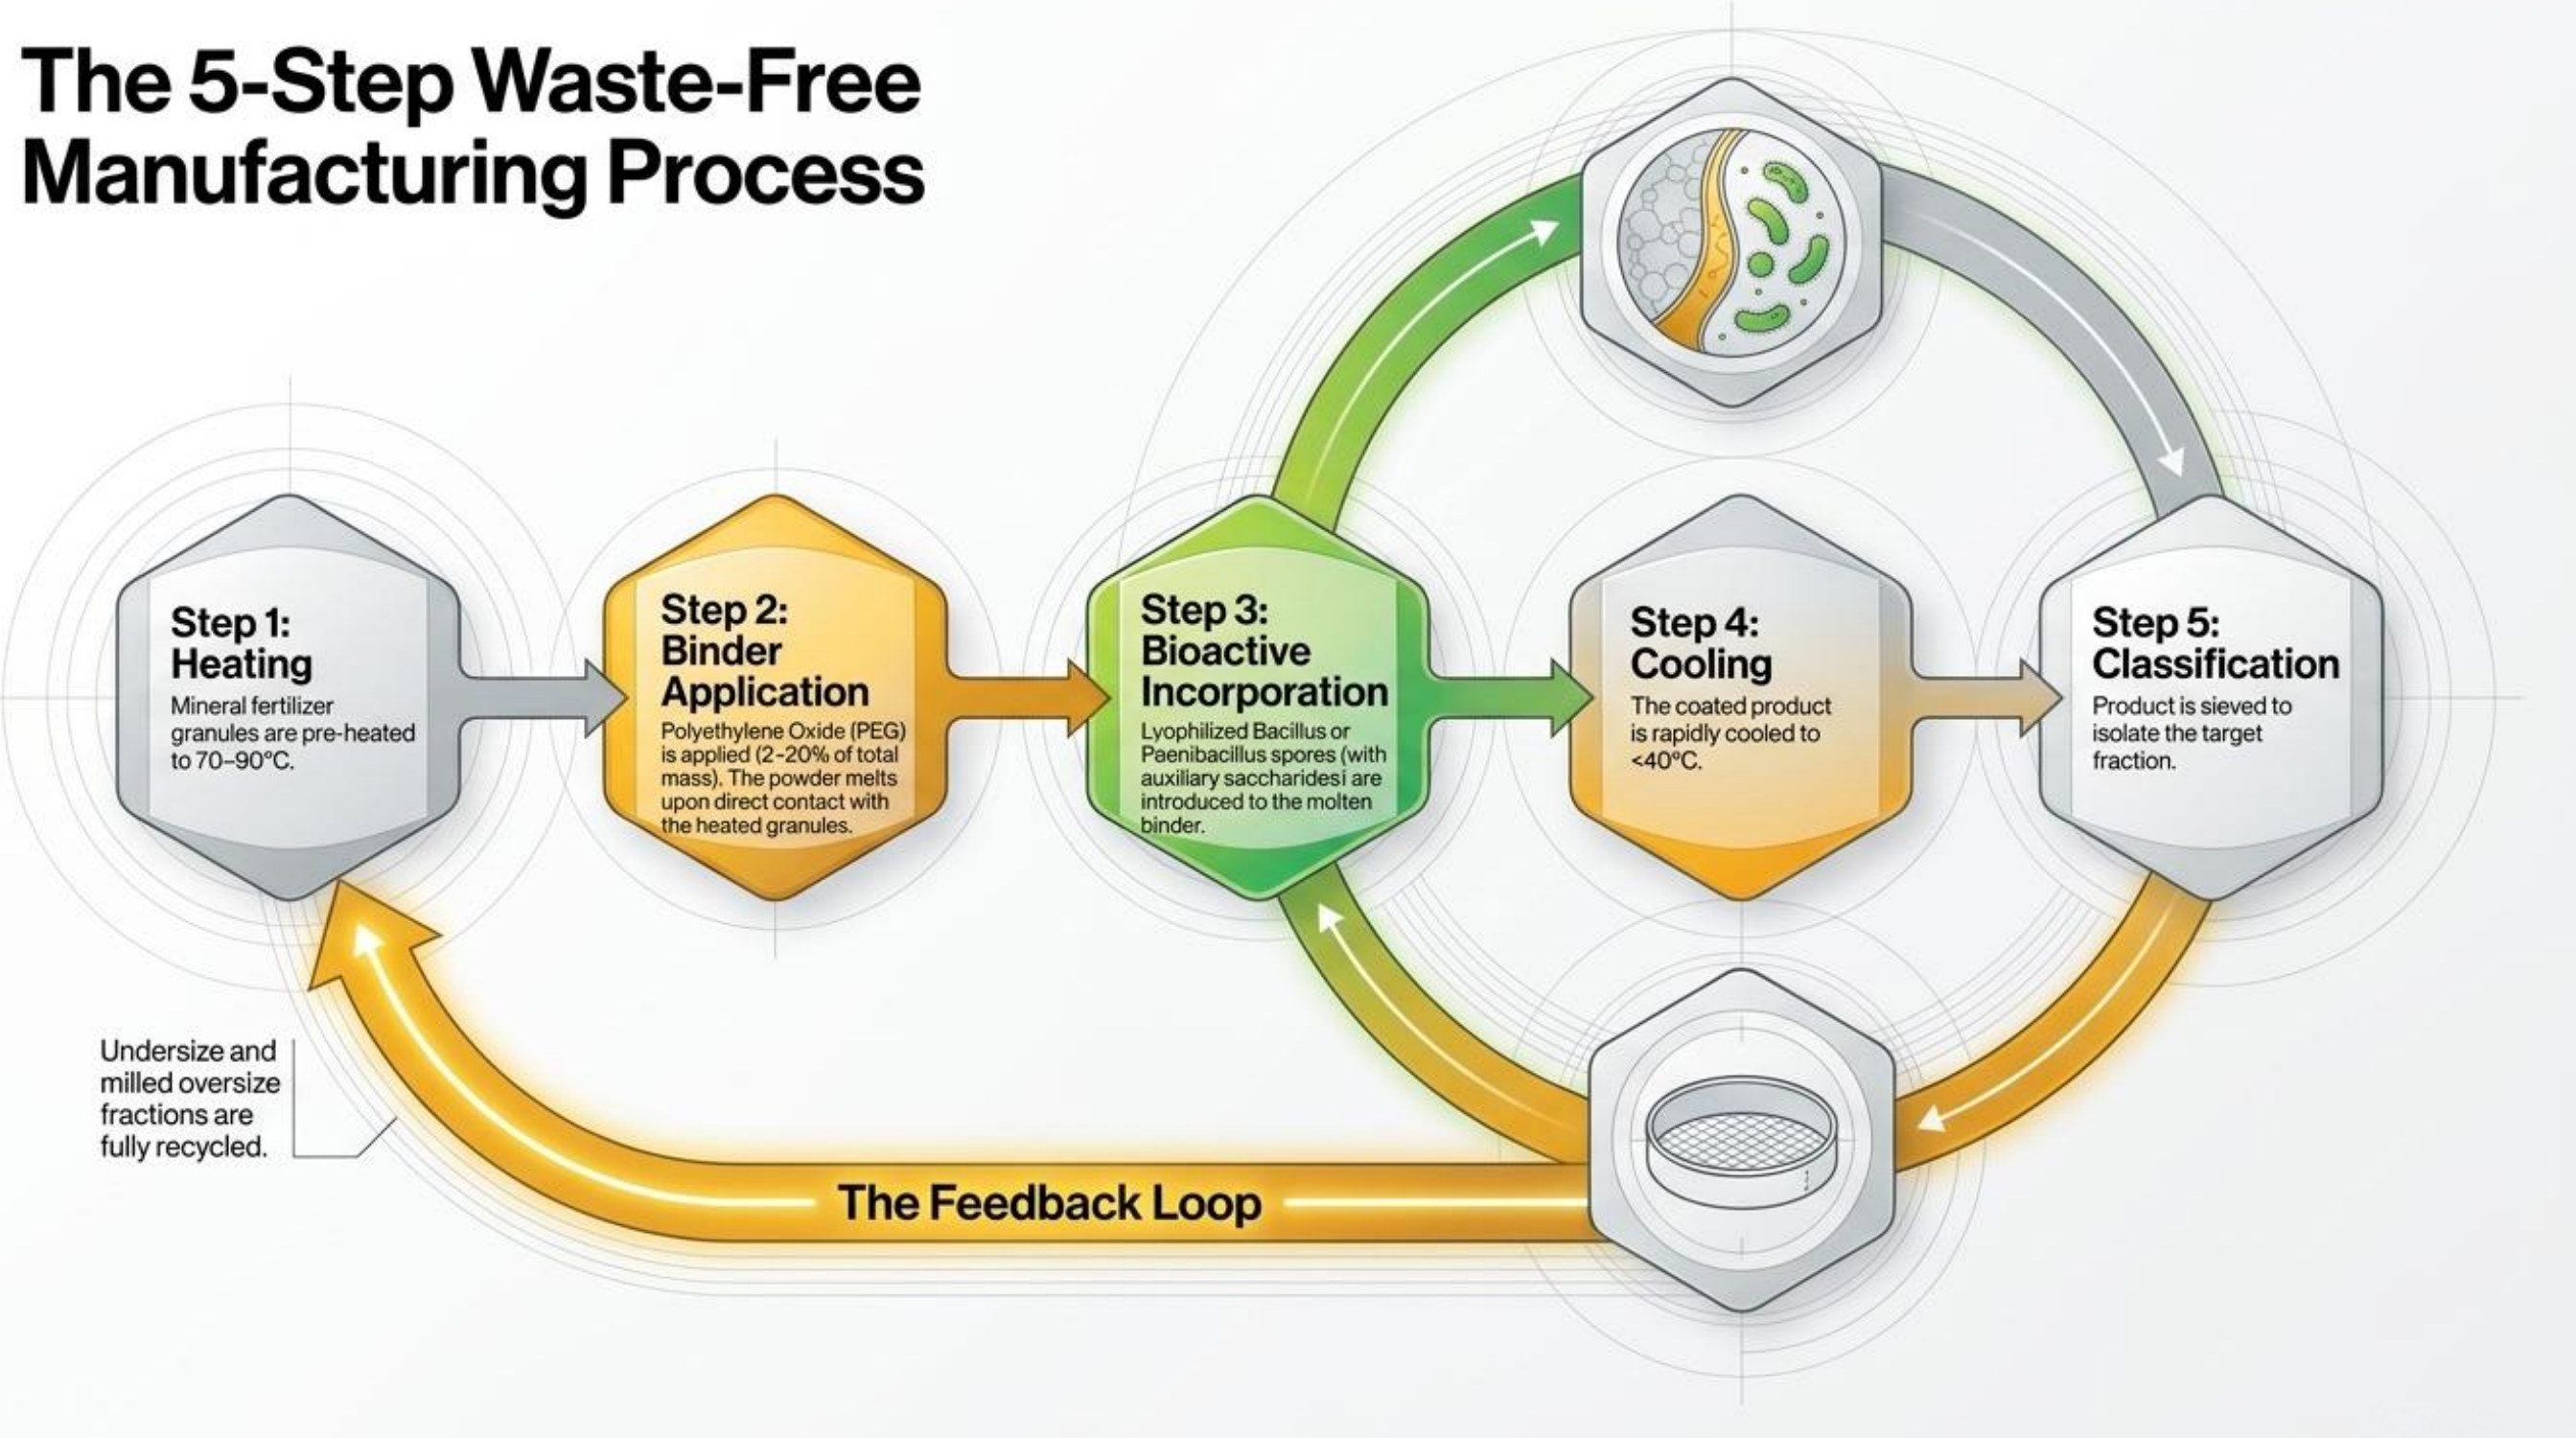 The 5-Step Waste-Free
Manufacturing Process
Step 1:
Heating
Mineral fertilizer
granules are pre-heated
to 70–90°C.
Step 2:
Binder
Application
Polyethylene Oxide (PEG)
is applied (2-20% of total
mass). The powder melts
upon direct contact with
the heated granules.
Step 3:
Bioactive
Incorporation
Lyophilized Bacillus or
Paenibacillus spores (with
auxiliary saccharidesi are
introduced to the molten
binder.
Step 4:
Cooling
The coated product
is rapidly cooled to
<40°C.
Step 5:
Classification
Product is sieved to
isolate the target
fraction.
Undersize and
milled oversize
fractions are
fully recycled.
The Feedback Loop